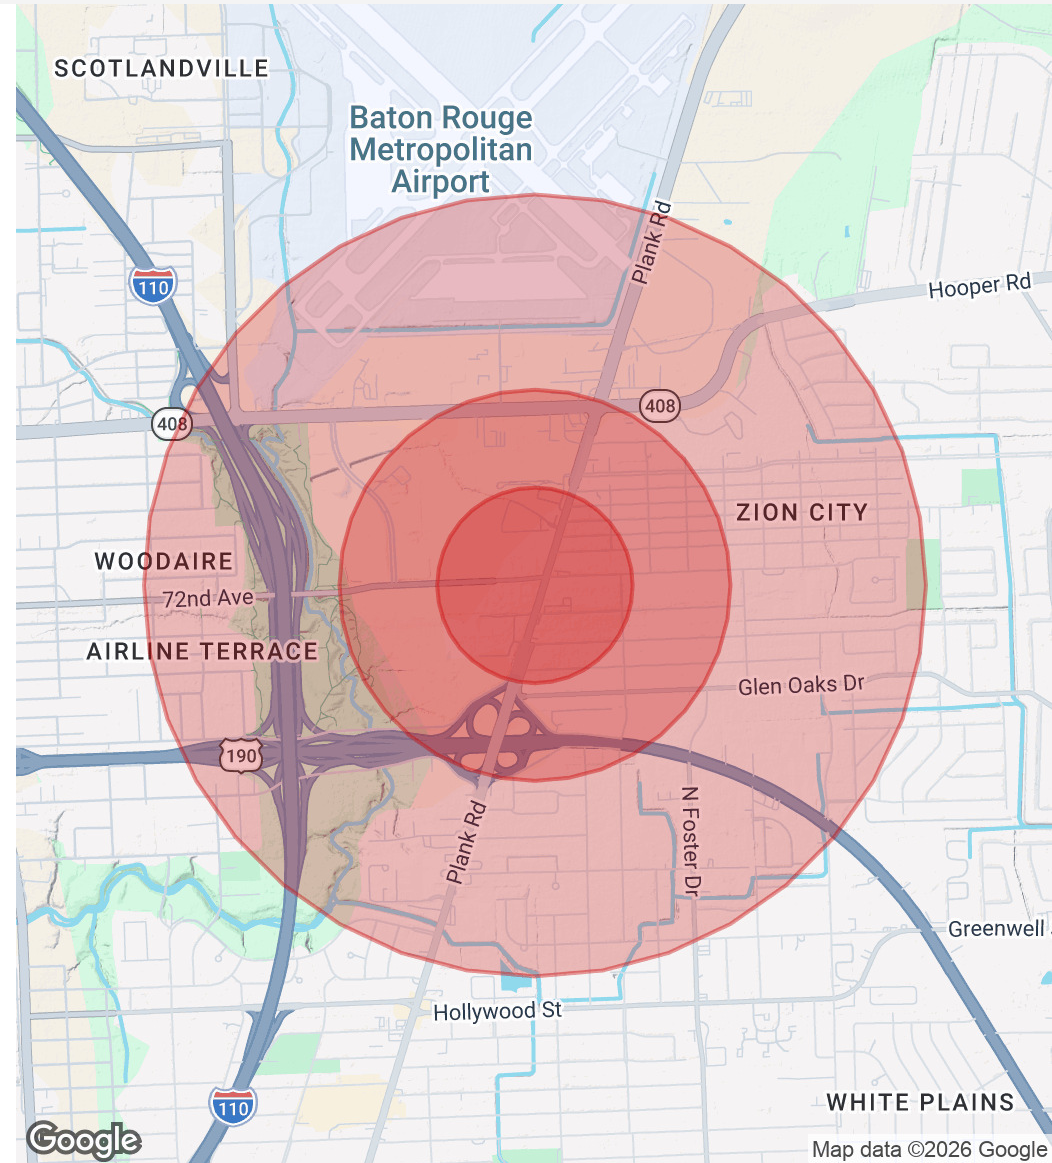 SCOTLANDVILLE
Baton Rouge
Metropolitan
Airport
Plank Rd
110
Hooper Rd
408
408
ZION CITY
WOODAIRE
72nd Ave
AIRLINE TERRACE
Glen Oaks Dr
190
N Foster Dr
Plank Rd
Greenwell
Hollywood St
110
WHITE PLAINS
Google
Map data ©2026 Google